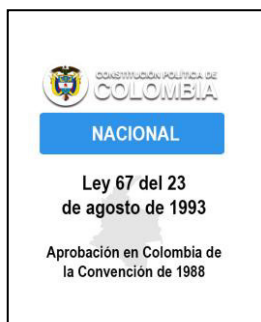 CONSTITUCIÓN POLÍTICA DE
COLOMBIA
NACIONAL
Ley 67 del 23
de agosto de 1993
Aprobación en Colombia de
la Convención de 1988